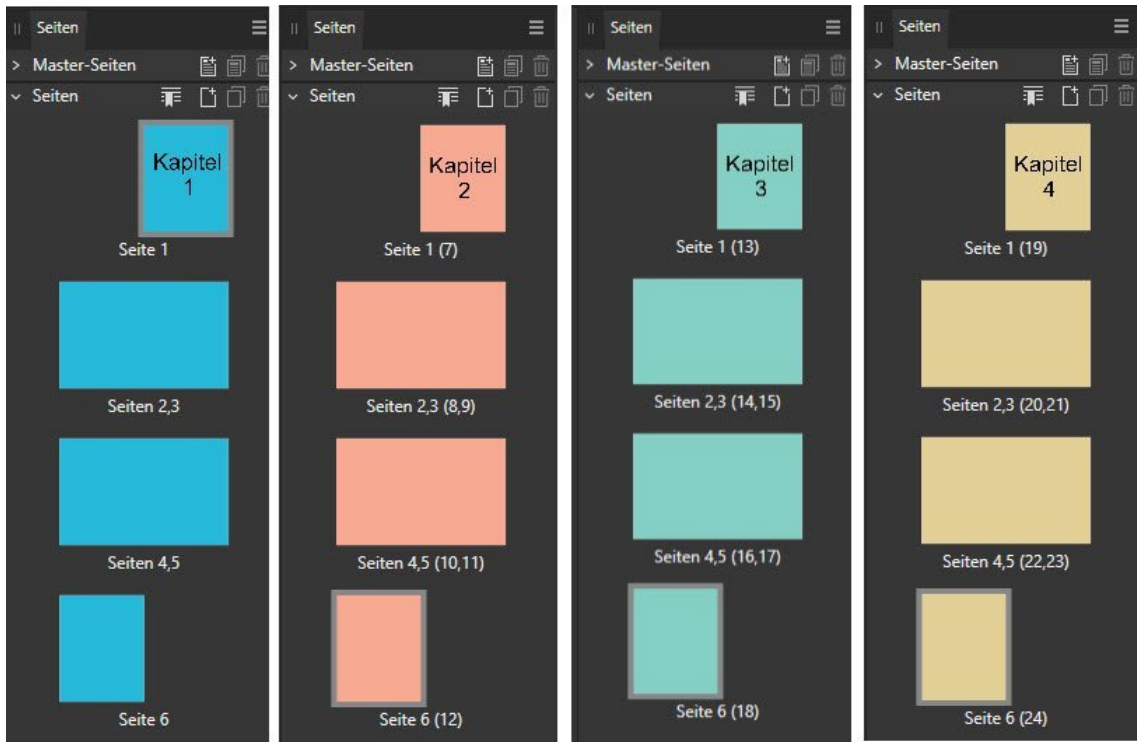 Seiten
Master-Seiten
Seiten
Kapitel
1
Seite 1
Seiten 2,3
Seiten 4,5
Seite 6
Seiten
Master-Seiten
Seiten
Kapitel
2
Seite 1 (7)
Seiten 2,3 (8,9)
Seiten 4,5 (10,11)
Seite 6 (12)
Seiten
Master-Seiten
Seiten
Kapitel
3
Seite 1 (13)
Seiten 2,3 (14,15)
Seiten 4,5 (16,17)
Seite 6 (18)
Seiten
Master-Seiten
Seiten
Kapitel
4
Seite 1 (19)
Seiten 2,3 (20,21)
Seiten 4,5 (22,23)
Seite 6 (24)